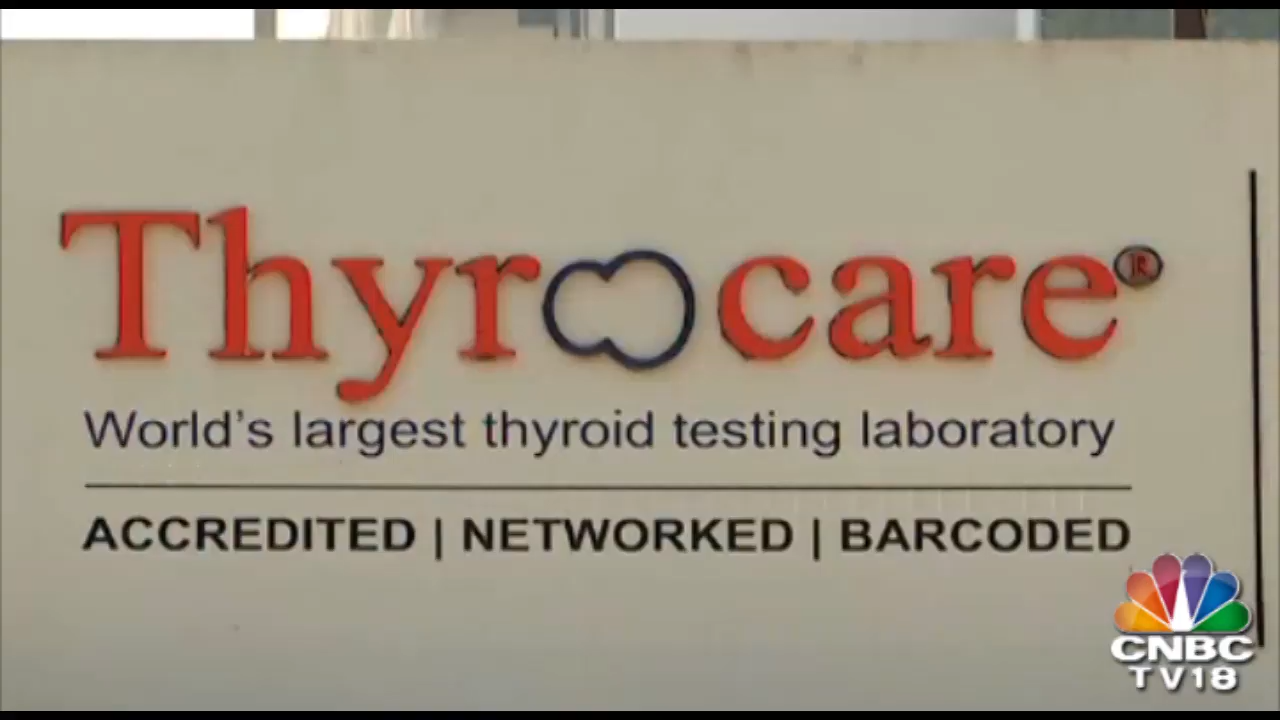 Thyrocare®
World's largest thyroid testing laboratory
ACCREDITED | NETWORKED | BARCODED
CNBC
TV18